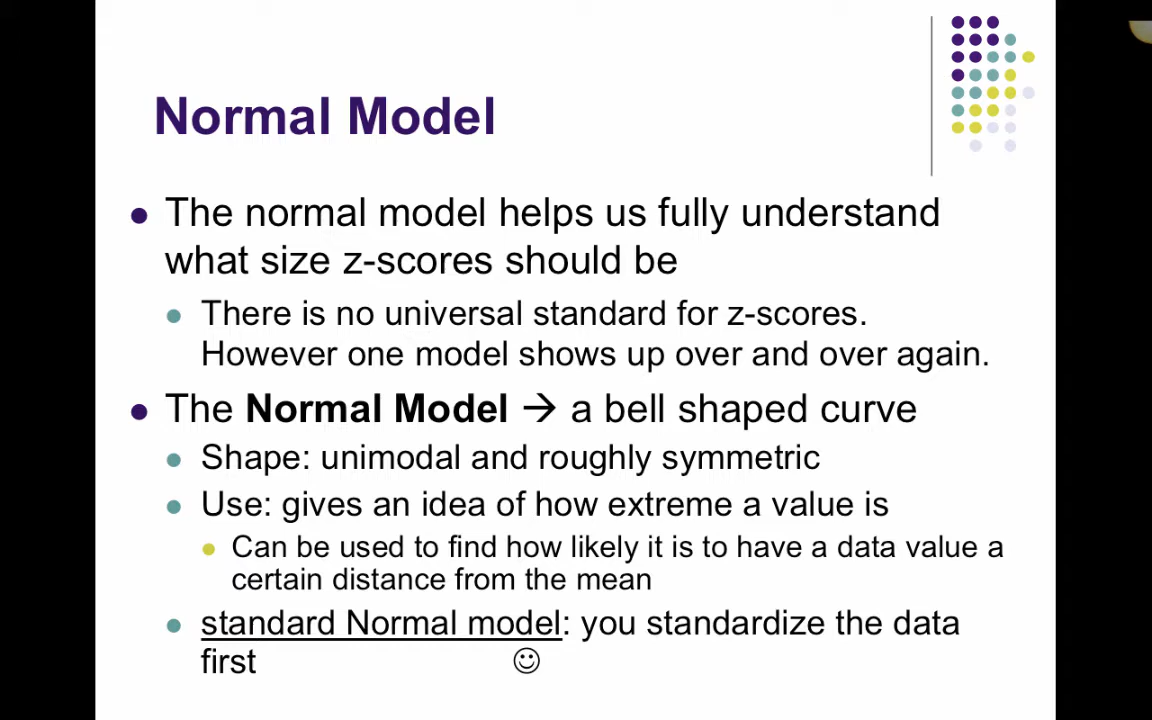 Normal Model
The normal model helps us fully understand
what size z-scores should be
There is no universal standard for z-scores.
However one model shows up over and over again.
The Normal Model → a bell shaped curve
Shape: unimodal and roughly symmetric
Use: gives an idea of how extreme a value is
Can be used to find how likely it is to have a data value a
certain distance from the mean
standard Normal model: you standardize the data
first ☺